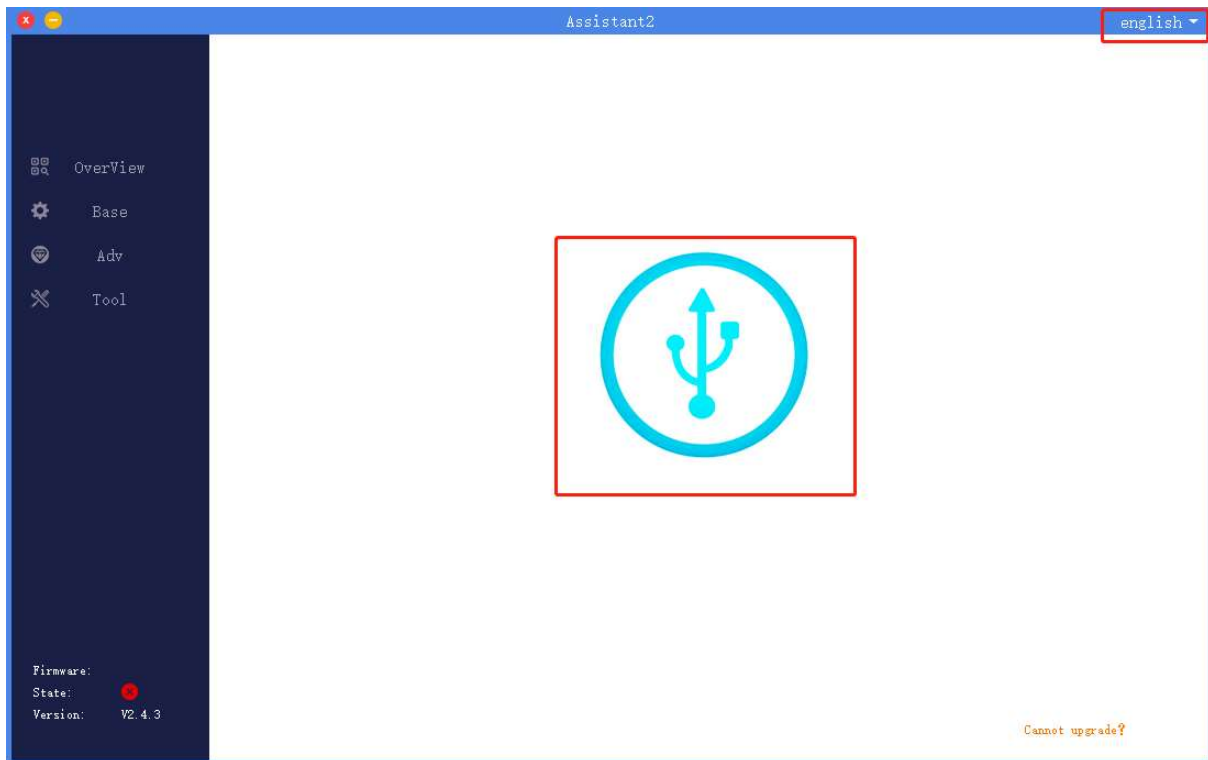 Assistant2
english
OverView
Base
Adv
Tool
Firmware:
State:
Version: V2.4.3
Cannot upgrade?